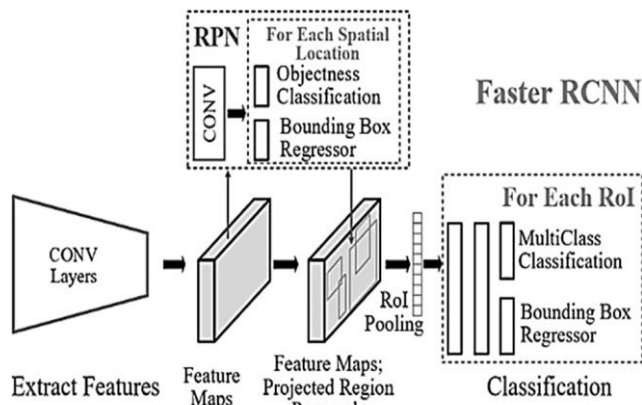 RPN
For Each Spatial
Location
CONV
Objectness
Classification
Bounding Box
Regressor
Faster RCNN
CONV
Layers
For Each RoI
MultiClass
Classification
Bounding Box
Regressor
RoI
Pooling
Extract Features
Feature
Maps
Feature Maps;
Projected Region
Classification